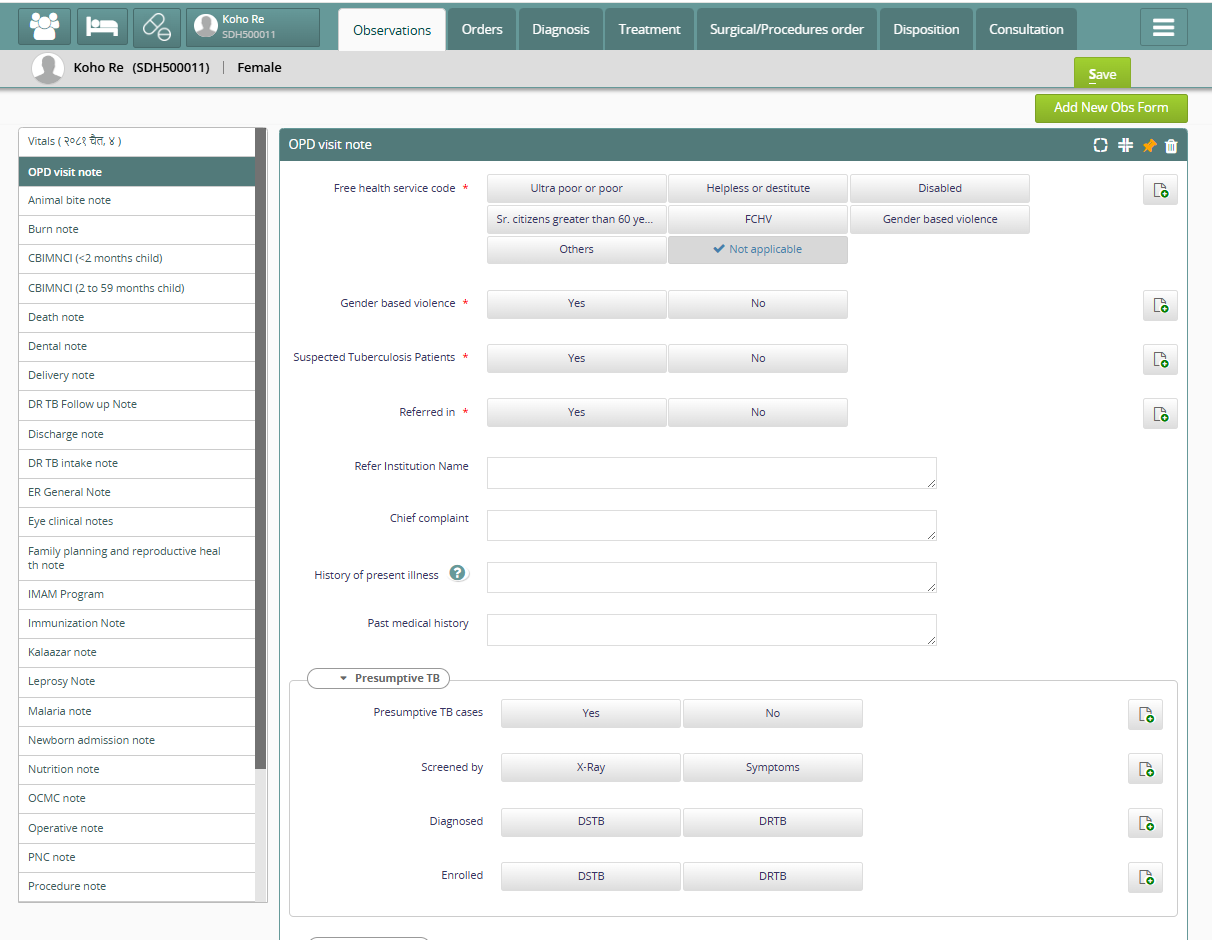 Koho Re
SDH500011
Observations
Orders
Diagnosis
Treatment
Surgical/Procedures order
Disposition
Consultation
Koho Re (SDH500011) | Female
Save
Add New Obs Form
Vitals ( २०८१ चैत, ४ )
OPD visit note
Animal bite note
Burn note
CBIMNCI (<2 months child)
CBIMNCI (2 to 59 months child)
Death note
Dental note
Delivery note
DR TB Follow up Note
Discharge note
DR TB intake note
ER General Note
Eye clinical notes
Family planning and reproductive heal
th note
IMAM Program
Immunization Note
Kalaazar note
Leprosy Note
Malaria note
Newborn admission note
Nutrition note
OCMC note
Operative note
PNC note
Procedure note
OPD visit note
Free health service code *
Ultra poor or poor
Helpless or destitute
Disabled
Sr. citizens greater than 60 ye...
FCHV
Gender based violence
Others
Not applicable
Gender based violence *
Yes
No
Suspected Tuberculosis Patients *
Yes
No
Referred in *
Yes
No
Refer Institution Name
Chief complaint
History of present illness ?
Past medical history
Presumptive TB
Presumptive TB cases
Yes
No
Screened by
X-Ray
Symptoms
Diagnosed
DSTB
DRTB
Enrolled
DSTB
DRTB